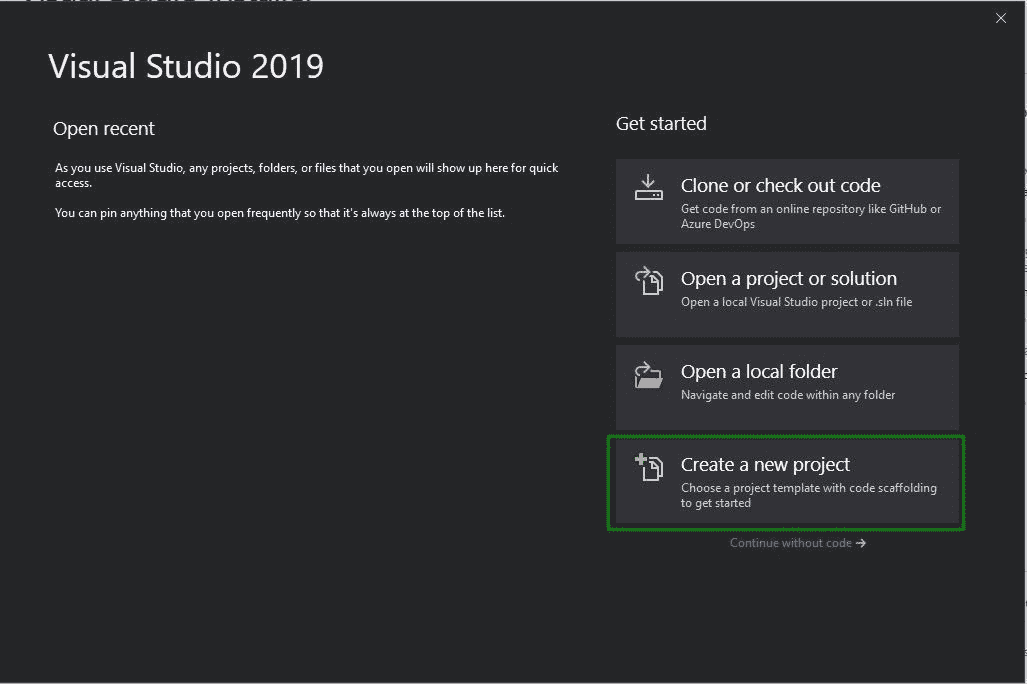 Visual Studio 2019
Open recent
As you use Visual Studio, any projects, folders, or files that you open will show up here for quick
access.
You can pin anything that you open frequently so that it's always at the top of the list.
Get started
Clone or check out code
Get code from an online repository like GitHub or
Azure DevOps
Open a project or solution
Open a local Visual Studio project or .sln file
Open a local folder
Navigate and edit code within any folder
Create a new project
Choose a project template with code scaffolding
to get started
Continue without code →